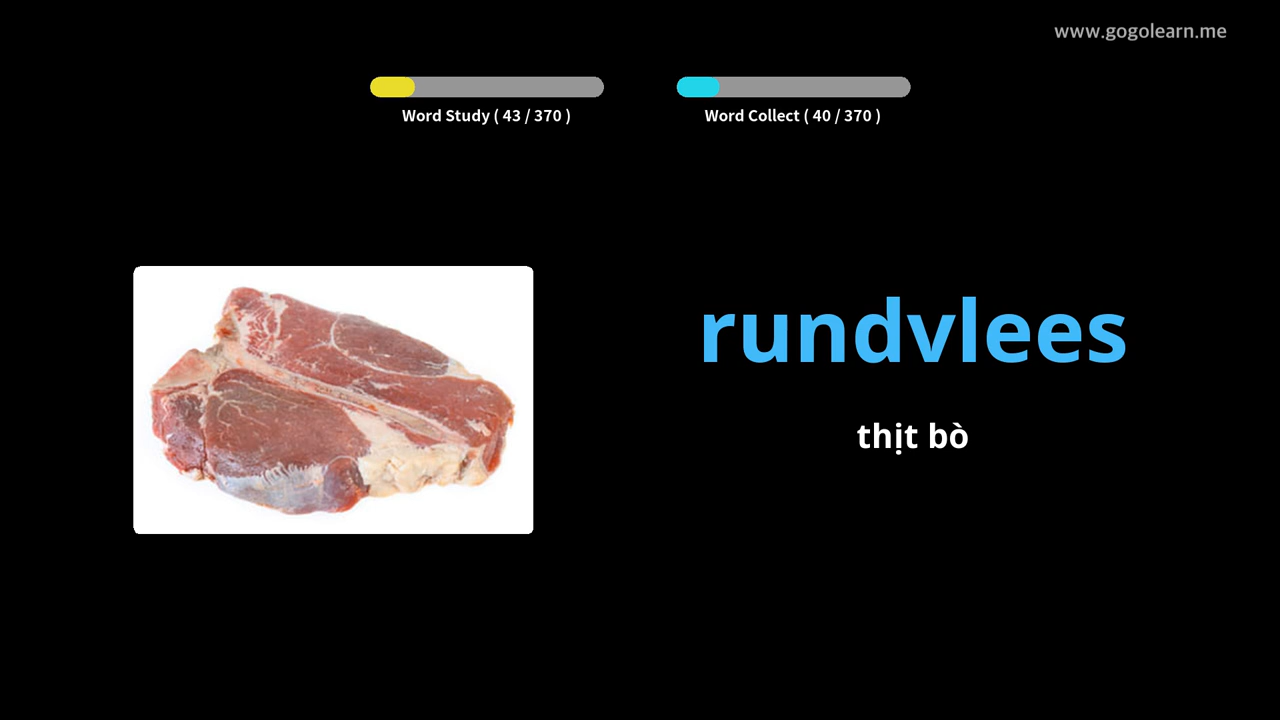 www.gogolearn.me
Word Study ( 43 / 370 )
Word Collect ( 40 / 370 )
rundvlees
thịt bò